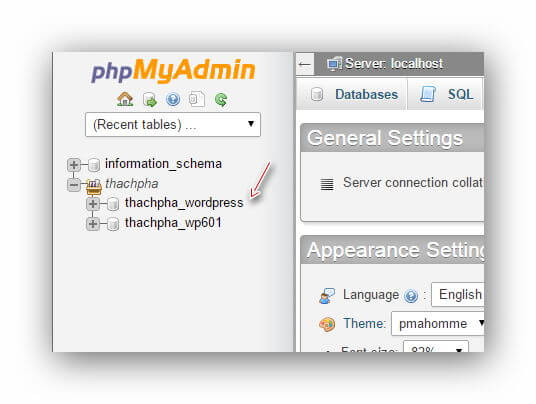 phpMyAdmin
(Recent tables) ...
information_schema
thachpha
thachpha_wordpress
thachpha_wp601
Server: localhost
Databases
SQL
General Settings
Server connection collat
Appearance Setting
Language :
English
Theme:
pmahomme
Font size:
82%